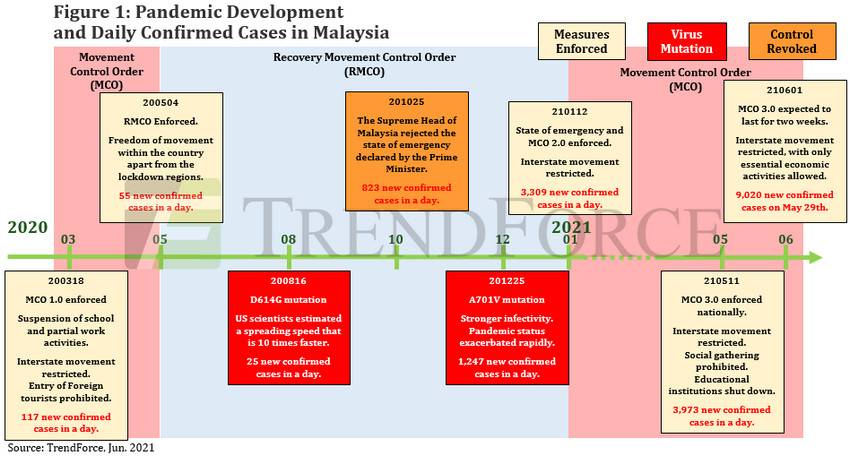 Figure 1: Pandemic Development
and Daily Confirmed Cases in Malaysia
Measures
Enforced
Virus
Mutation
Control
Revoked
Movement
Control Order
(MCO)
Recovery Movement Control Order
(RMCO)
Movement Control Order
(MCO)
200504
RMCO Enforced.
Freedom of movement
within the country
apart from the
lockdown regions.
55 new confirmed
cases in a day.
201025
The Supreme Head of
Malaysia rejected the
state of emergency
declared by the Prime
Minister.
823 new confirmed
cases in a day.
210112
State of emergency and
MCO 2.0 enforced.
Interstate movement
restricted.
3,309 new confirmed
cases in a day.
210601
MCO 3.0 expected to
last for two weeks.
Interstate movement
restricted, with only
essential economic
activities allowed.
9,020 new confirmed
cases on May 29th.
TRENDFORCE
2020
2021
03
05
08
10
12
01
05
06
200318
MCO 1.0 enforced
Suspension of school
and partial work
activities.
Interstate movement
restricted.
Entry of Foreign
tourists prohibited.
117 new confirmed
cases in a day.
200816
D614G mutation
US scientists estimated
a spreading speed that
is 10 times faster.
25 new confirmed
cases in a day.
201225
A701V mutation
Stronger infectivity.
Pandemic status
exacerbated rapidly.
1,247 new confirmed
cases in a day.
210511
MCO 3.0 enforced
nationally.
Interstate movement
restricted.
Social gathering
prohibited.
Educational
institutions shut down.
3,973 new confirmed
cases in a day.
Source: TrendForce, Jun. 2021